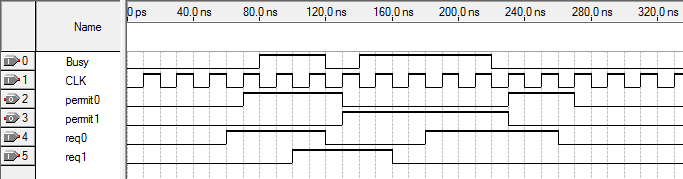 Name
0 ps 40.0 ns 80.0 ns 120.0 ns 160.0 ns 200.0 ns 240.0 ns 280.0 ns 320.0 ns
0 Busy
1 CLK
2 permit0
3 permit1
4 req0
5 req1